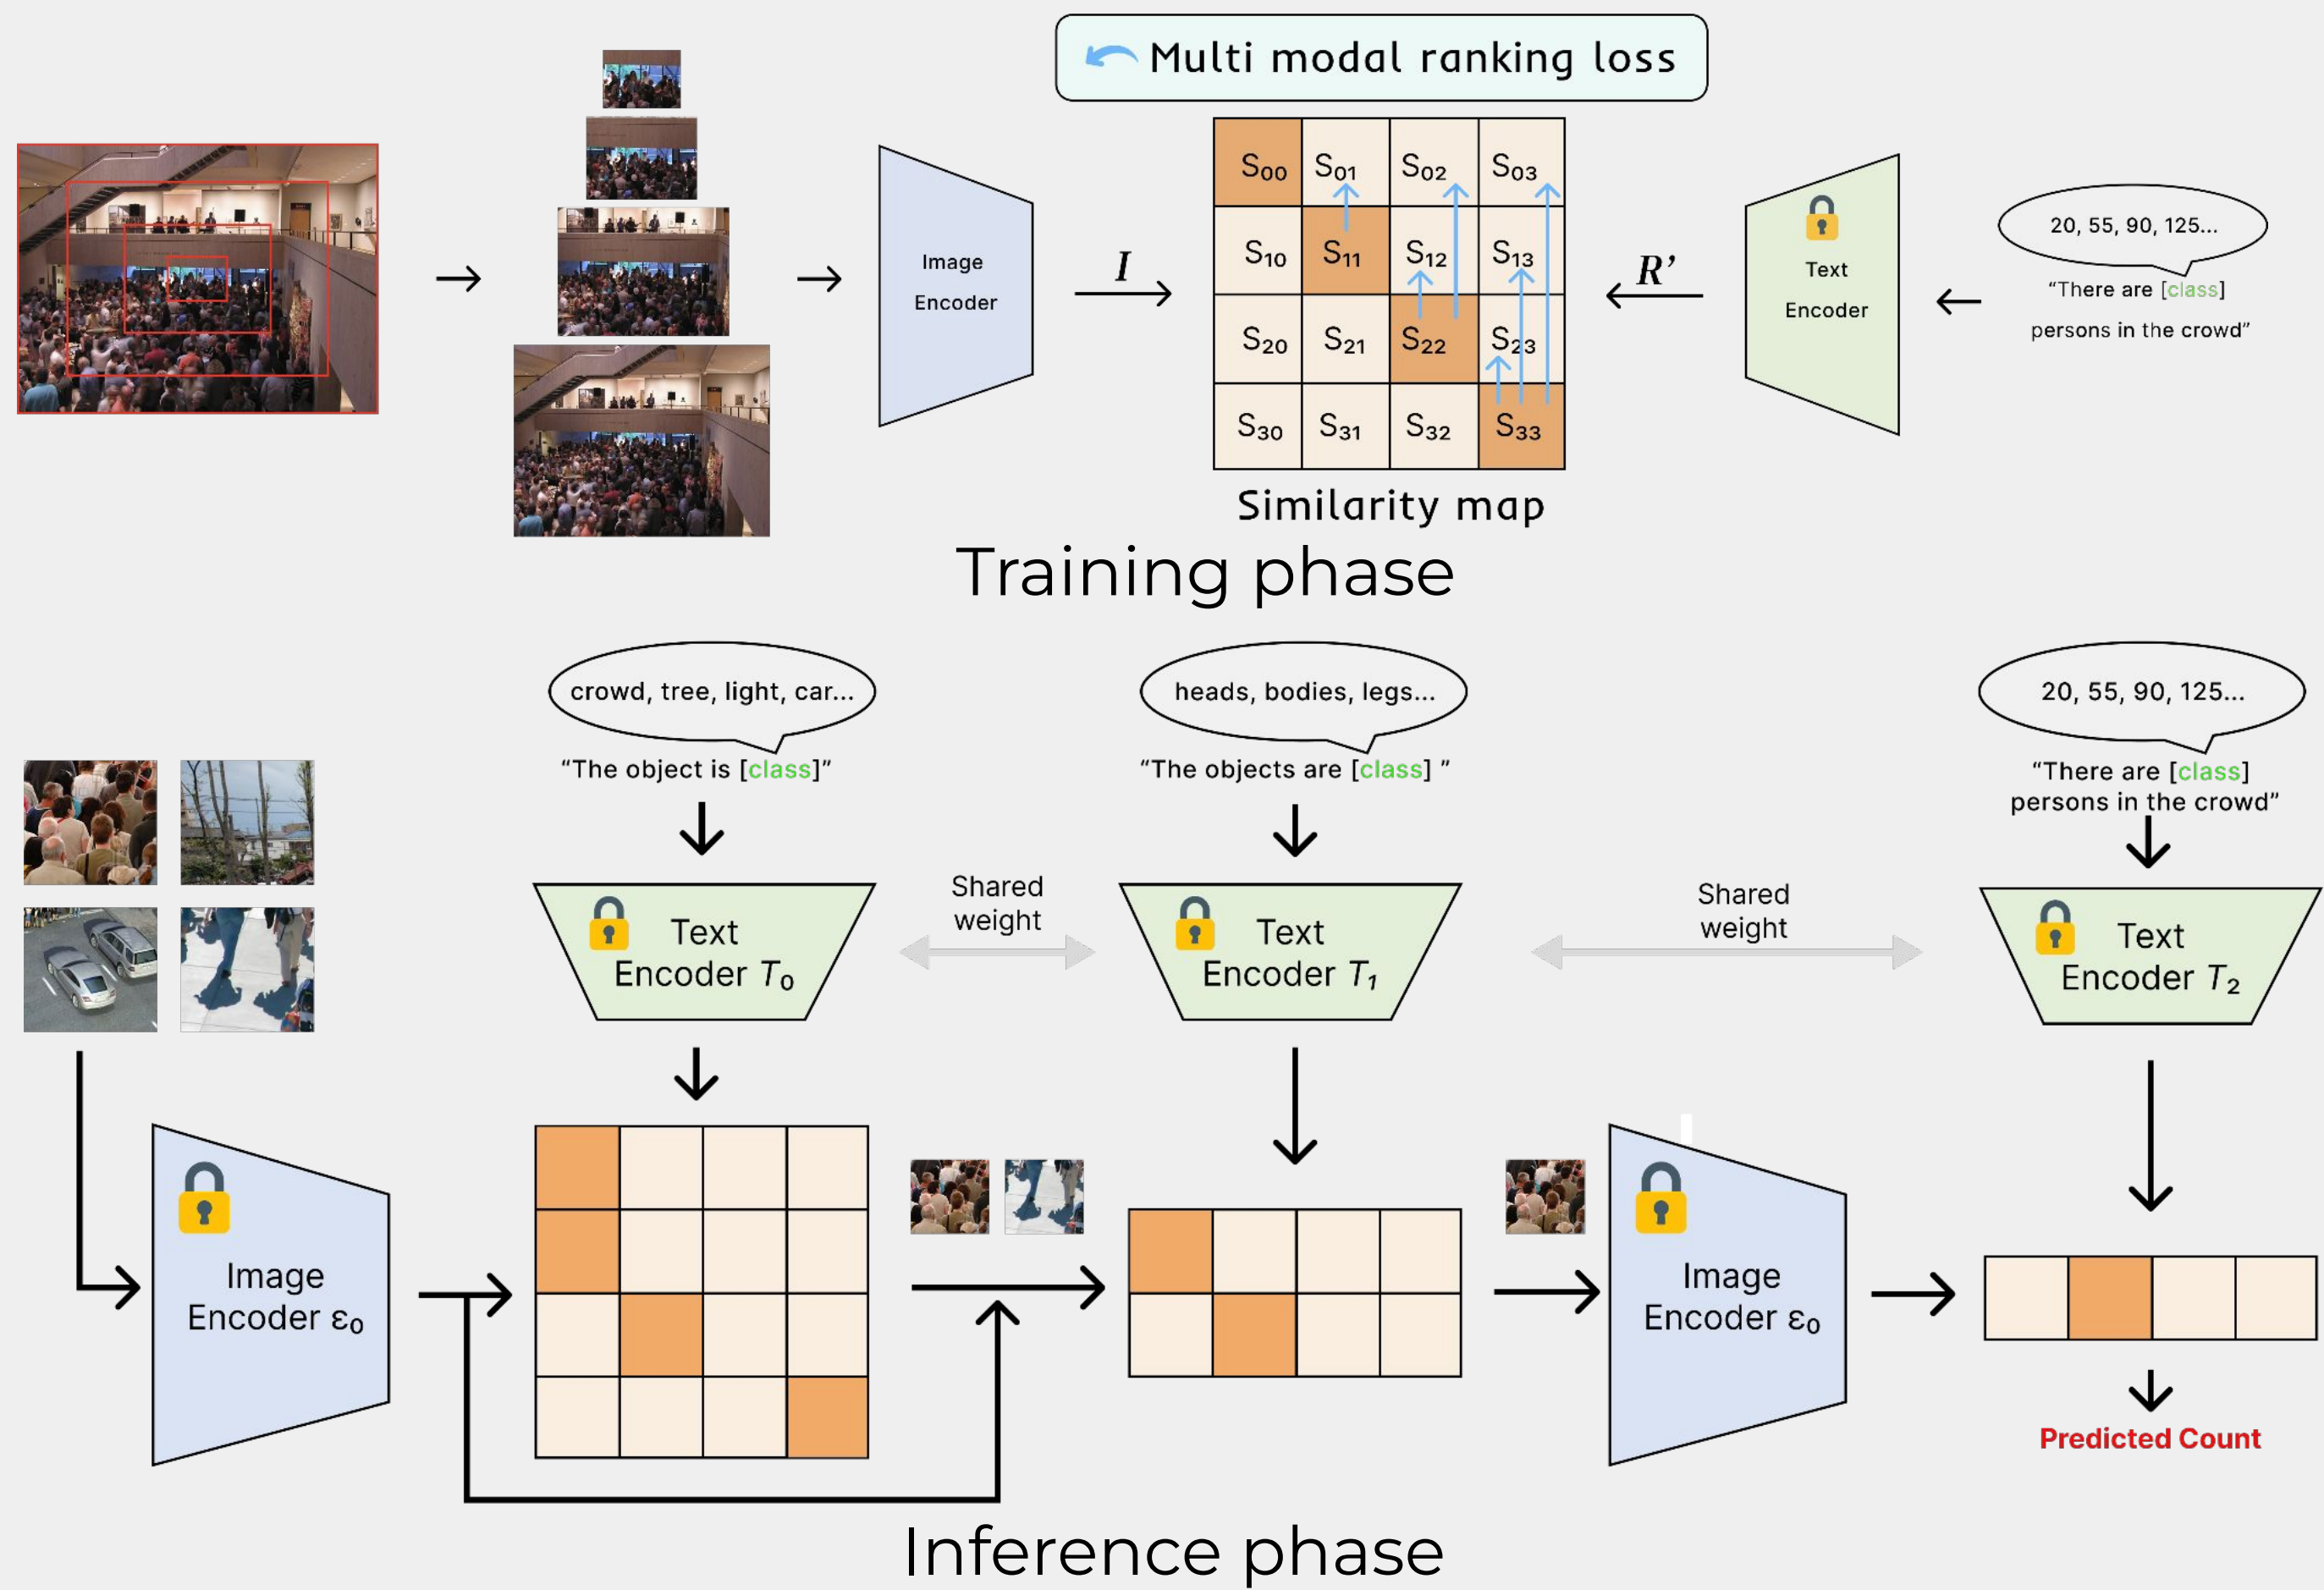 Multi modal ranking loss
S₀₀ S₀₁ S₀₂ S₀₃
S₁₀ S₁₁ S₁₂ S₁₃
S₂₀ S₂₁ S₂₂ S₂₃
S₃₀ S₃₁ S₃₂ S₃₃
Similarity map
Image
Encoder
I
R’
Text
Encoder
20, 55, 90, 125...
“There are [class]
persons in the crowd”
Training phase
crowd, tree, light, car...
“The object is [class]”
heads, bodies, legs...
“The objects are [class] ”
20, 55, 90, 125...
“There are [class]
persons in the crowd”
Text
Encoder T₀
Shared
weight
Text
Encoder T₁
Shared
weight
Text
Encoder T₂
Image
Encoder ε₀
Image
Encoder ε₀
Predicted Count
Inference phase